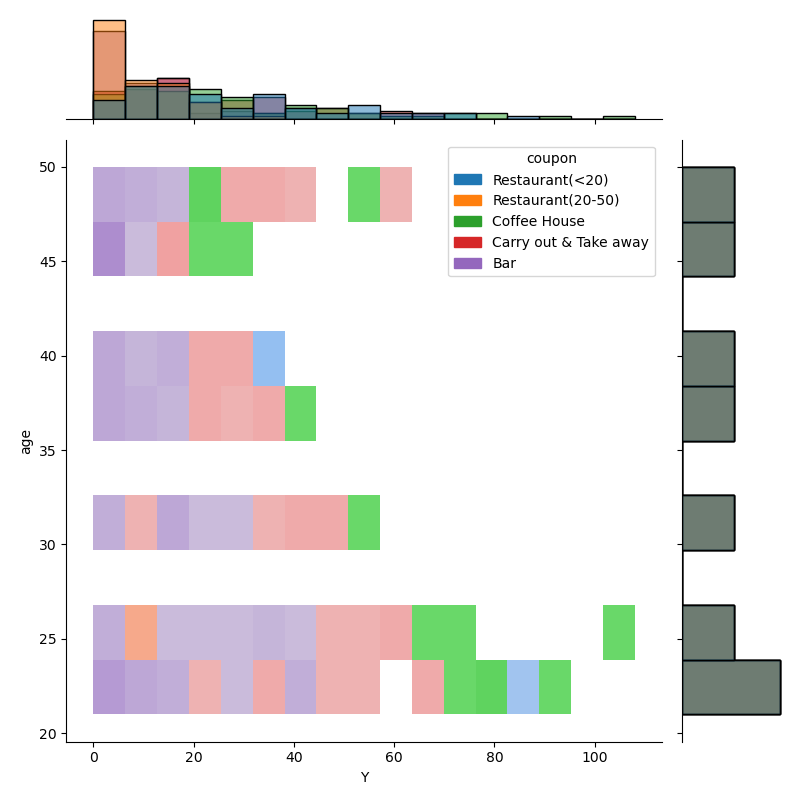 coupon
Restaurant(<20)
Restaurant(20-50)
Coffee House
Carry out & Take away
Bar
50
45
40
35
30
25
20
age
0 20 40 60 80 100
Y